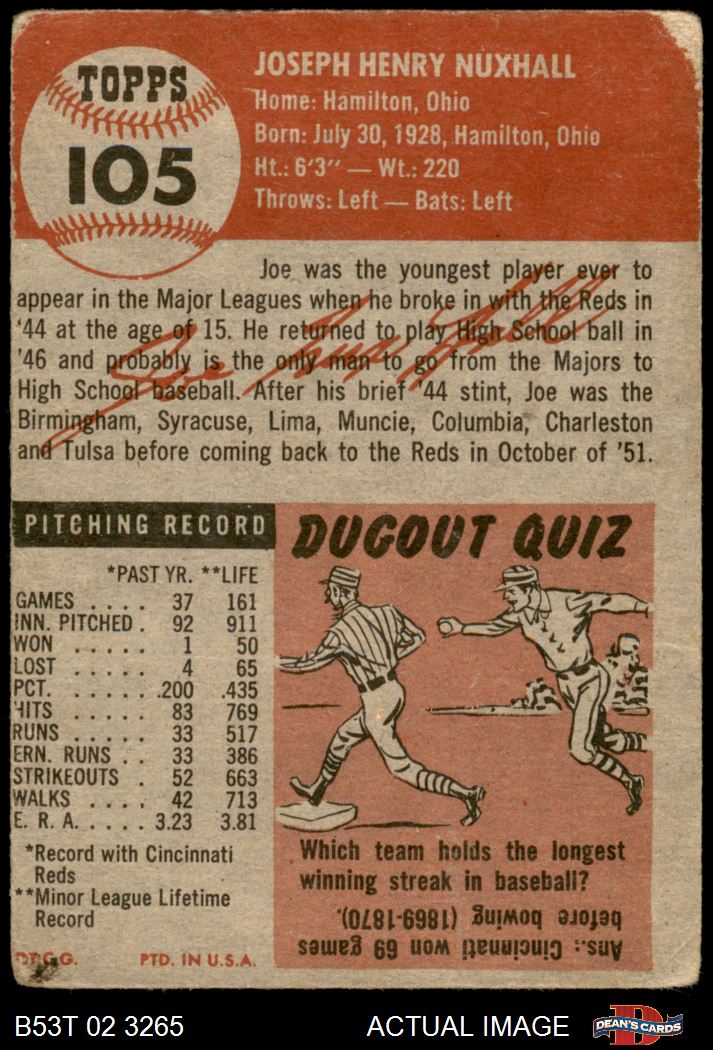 TOPPS
105
JOSEPH HENRY NUXHALL
Home: Hamilton, Ohio
Born: July 30, 1928, Hamilton, Ohio
Ht.: 6'3" — Wt.: 220
Throws: Left — Bats: Left
Joe was the youngest player ever to
appear in the Major Leagues when he broke in with the Reds in
'44 at the age of 15. He returned to play High School ball in
'46 and probably is the only man to go from the Majors to
High School baseball. After his brief '44 stint, Joe was the
Birmingham, Syracuse, Lima, Muncie, Columbia, Charleston
and Tulsa before coming back to the Reds in October of '51.
Joe Nuxhall
PITCHING RECORD
*PAST YR. **LIFE
GAMES .... 37 161
INN. PITCHED . 92 911
WON ..... 1 50
LOST ..... 4 65
PCT. ..... .200 .435
HITS ..... 83 769
RUNS ..... 33 517
ERN. RUNS .. 33 386
STRIKEOUTS . 52 663
WALKS .... 42 713
E. R. A. .... 3.23 3.81
*Record with Cincinnati
Reds
**Minor League Lifetime
Record
PTD. IN U.S.A.
DUGOUT QUIZ
Which team holds the longest
winning streak in baseball?
Ans.: Cincinnati won 69 games
before bowing (1869-1870).
B53T 02 3265
ACTUAL IMAGE
D
DEAN'S CARDS